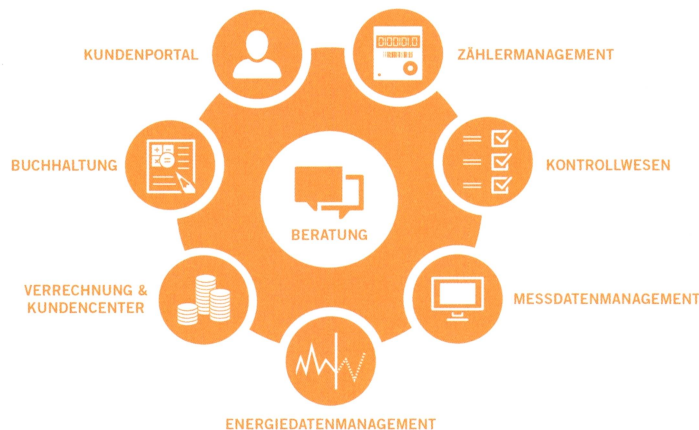 KUNDENPORTAL
ZÄHLERMANAGEMENT
BUCHHALTUNG
KONTROLLWESEN
BERATUNG
VERRECHNUNG &
KUNDENCENTER
MESSDATENMANAGEMENT
ENERGIEDATENMANAGEMENT